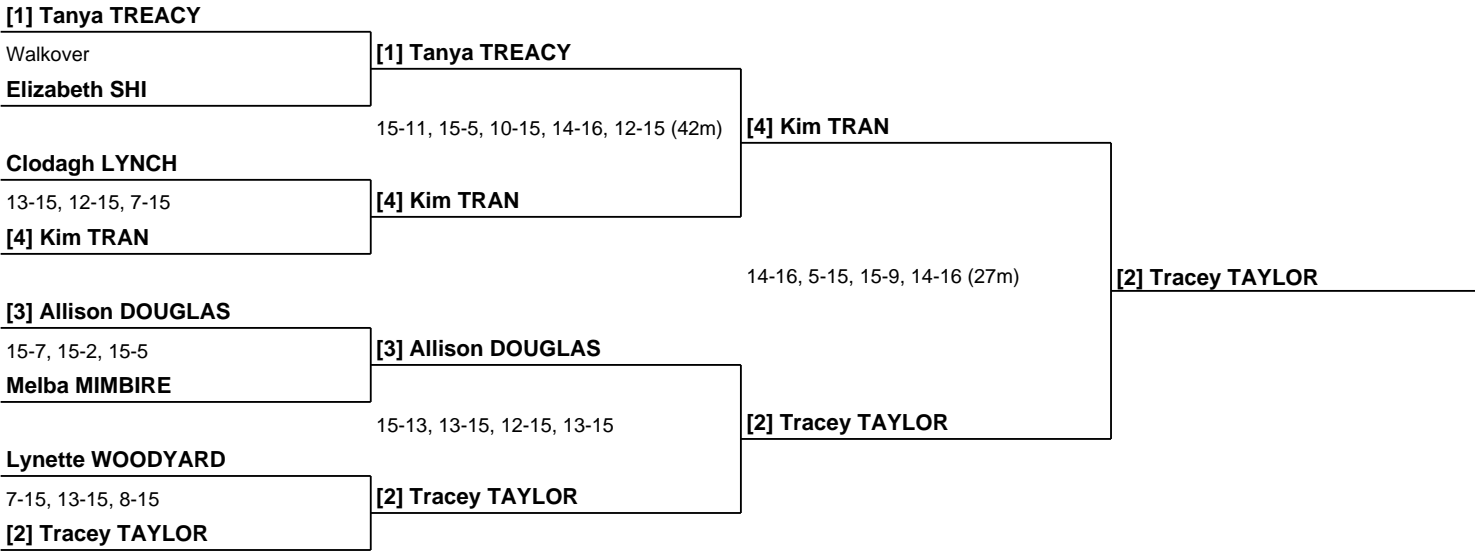 [1] Tanya TREACY
Walkover
Elizabeth SHI
[1] Tanya TREACY
15-11, 15-5, 10-15, 14-16, 12-15 (42m)
[4] Kim TRAN
Clodagh LYNCH
13-15, 12-15, 7-15
[4] Kim TRAN
[4] Kim TRAN
14-16, 5-15, 15-9, 14-16 (27m)
[2] Tracey TAYLOR
[3] Allison DOUGLAS
15-7, 15-2, 15-5
Melba MIMBIRE
[3] Allison DOUGLAS
15-13, 13-15, 12-15, 13-15
[2] Tracey TAYLOR
Lynette WOODYARD
7-15, 13-15, 8-15
[2] Tracey TAYLOR
[2] Tracey TAYLOR